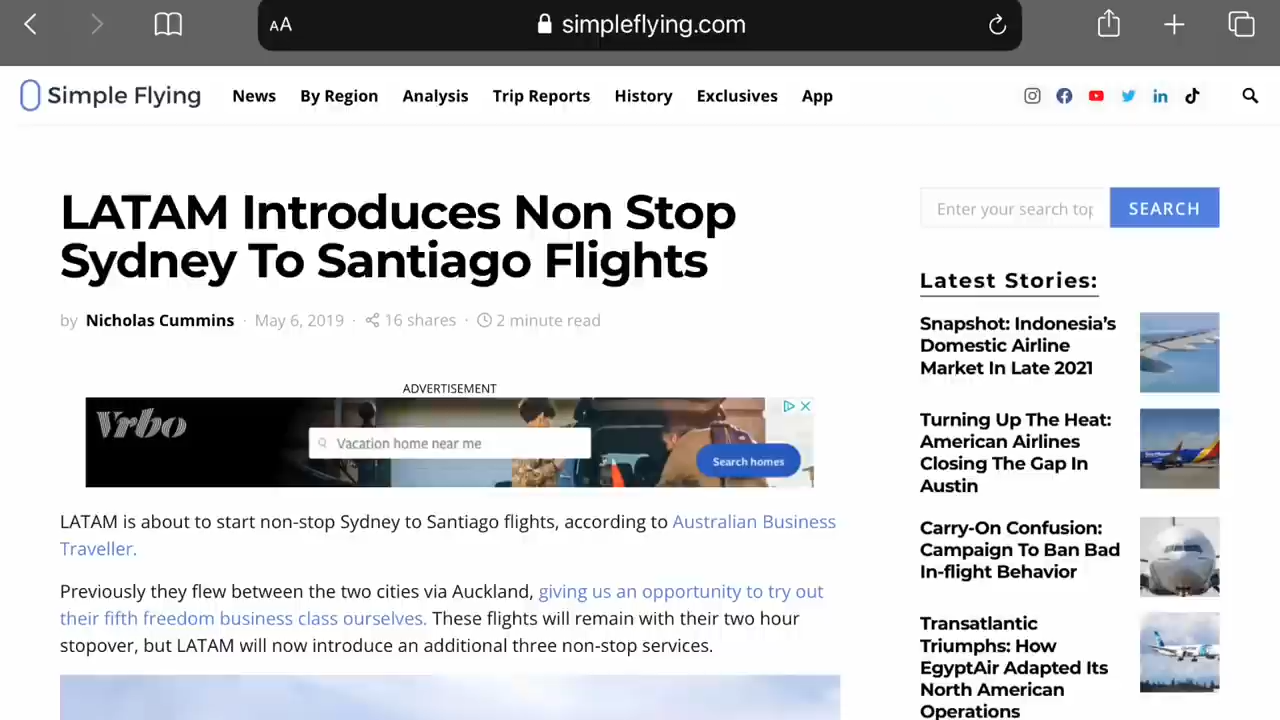 AA
simpleflying.com
Simple Flying
News
By Region
Analysis
Trip Reports
History
Exclusives
App
LATAM Introduces Non Stop
Sydney To Santiago Flights
by Nicholas Cummins · May 6, 2019 · 16 shares · 2 minute read
ADVERTISEMENT
Vrbo
Vacation home near me
Search homes
LATAM is about to start non-stop Sydney to Santiago flights, according to Australian Business
Traveller.
Previously they flew between the two cities via Auckland, giving us an opportunity to try out
their fifth freedom business class ourselves. These flights will remain with their two hour
stopover, but LATAM will now introduce an additional three non-stop services.
Enter your search top
SEARCH
Latest Stories:
Snapshot: Indonesia’s
Domestic Airline
Market In Late 2021
Turning Up The Heat:
American Airlines
Closing The Gap In
Austin
Carry-On Confusion:
Campaign To Ban Bad
In-flight Behavior
Transatlantic
Triumphs: How
EgyptAir Adapted Its
North American
Operations